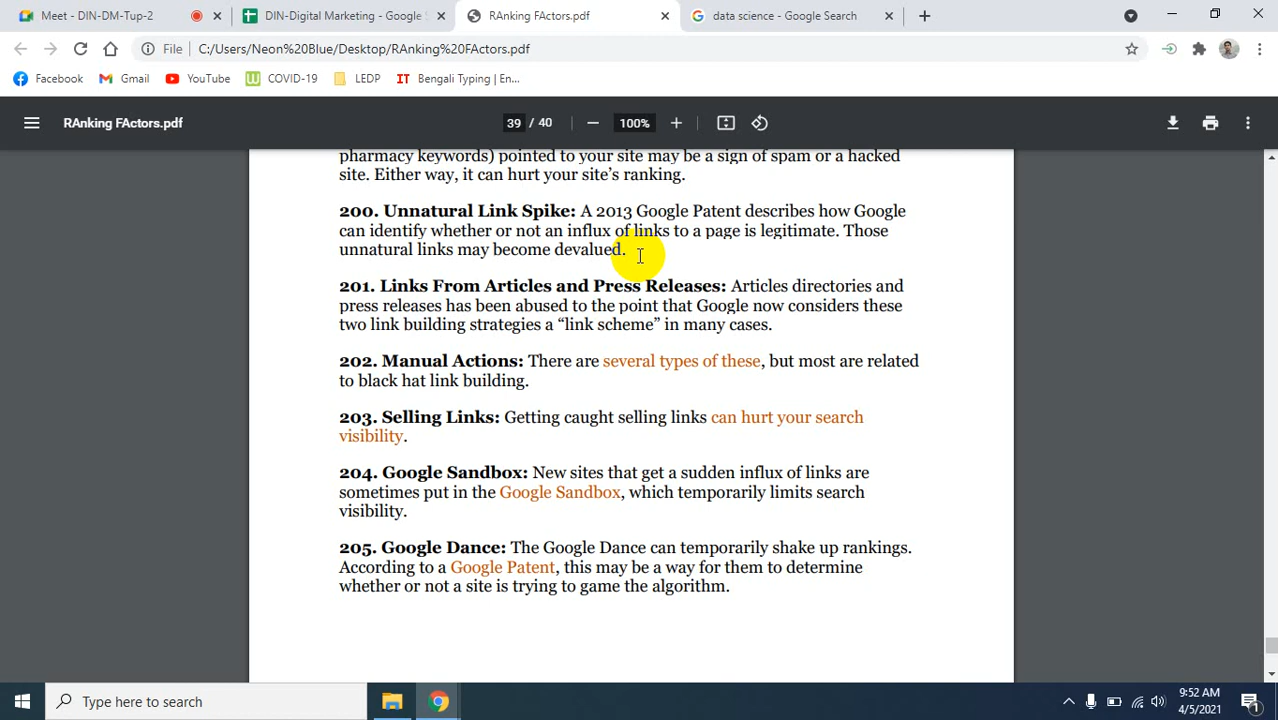 Meet - DIN-DM-Tup-2
DIN-Digital Marketing - Google S
RAnking FActors.pdf
data science - Google Search
File
C:/Users/Neon%20Blue/Desktop/RAnking%20FActors.pdf
Facebook
Gmail
YouTube
COVID-19
LEDP
IT Bengali Typing | En...
RAnking FActors.pdf
39 / 40
100%
pharmacy keywords) pointed to your site may be a sign of spam or a hacked
site. Either way, it can hurt your site’s ranking.
200. Unnatural Link Spike: A 2013 Google Patent describes how Google
can identify whether or not an influx of links to a page is legitimate. Those
unnatural links may become devalued.
201. Links From Articles and Press Releases: Articles directories and
press releases has been abused to the point that Google now considers these
two link building strategies a “link scheme” in many cases.
202. Manual Actions: There are several types of these, but most are related
to black hat link building.
203. Selling Links: Getting caught selling links can hurt your search
visibility.
204. Google Sandbox: New sites that get a sudden influx of links are
sometimes put in the Google Sandbox, which temporarily limits search
visibility.
205. Google Dance: The Google Dance can temporarily shake up rankings.
According to a Google Patent, this may be a way for them to determine
whether or not a site is trying to game the algorithm.
Type here to search
9:52 AM
4/5/2021
1